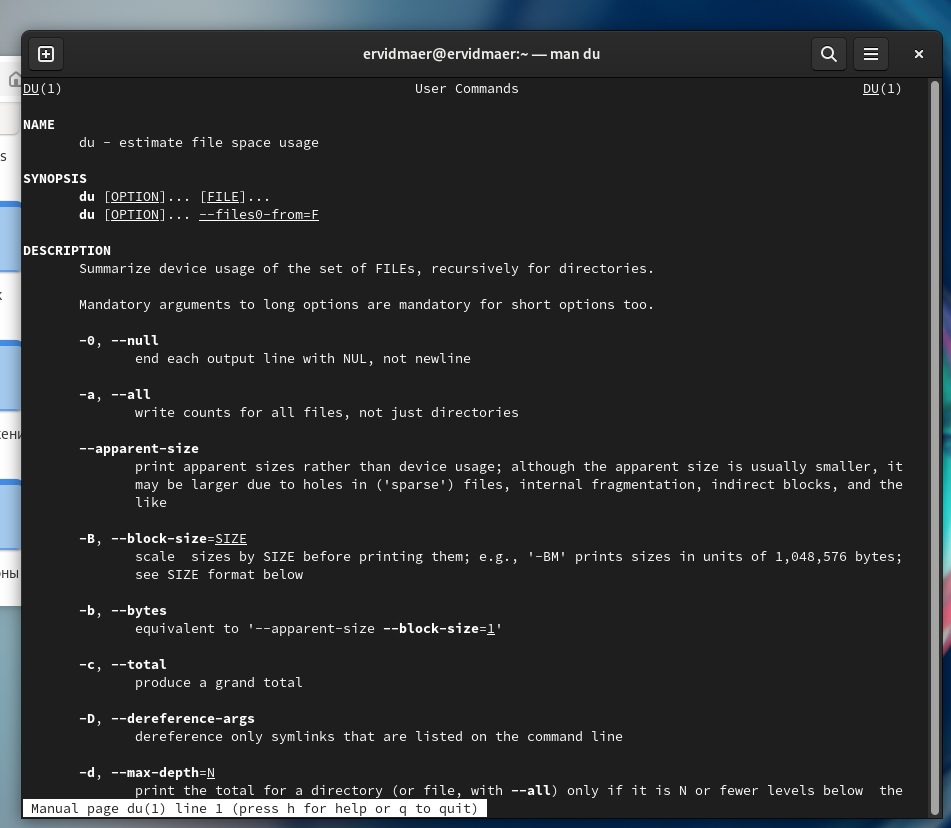 ervidmaer@ervidmaer:~ — man du
DU(1) User Commands DU(1)
NAME
du - estimate file space usage
SYNOPSIS
du [OPTION]... [FILE]...
du [OPTION]... --files0-from=F
DESCRIPTION
Summarize device usage of the set of FILEs, recursively for directories.
Mandatory arguments to long options are mandatory for short options too.
-0, --null
end each output line with NUL, not newline
-a, --all
write counts for all files, not just directories
--apparent-size
print apparent sizes rather than device usage; although the apparent size is usually smaller, it
may be larger due to holes in ('sparse') files, internal fragmentation, indirect blocks, and the
like
-B, --block-size=SIZE
scale  sizes by SIZE before printing them; e.g., '-BM' prints sizes in units of 1,048,576 bytes;
see SIZE format below
-b, --bytes
equivalent to '--apparent-size --block-size=1'
-c, --total
produce a grand total
-D, --dereference-args
dereference only symlinks that are listed on the command line
-d, --max-depth=N
print the total for a directory (or file, with --all) only if it is N or fewer levels below  the
Manual page du(1) line 1 (press h for help or q to quit)